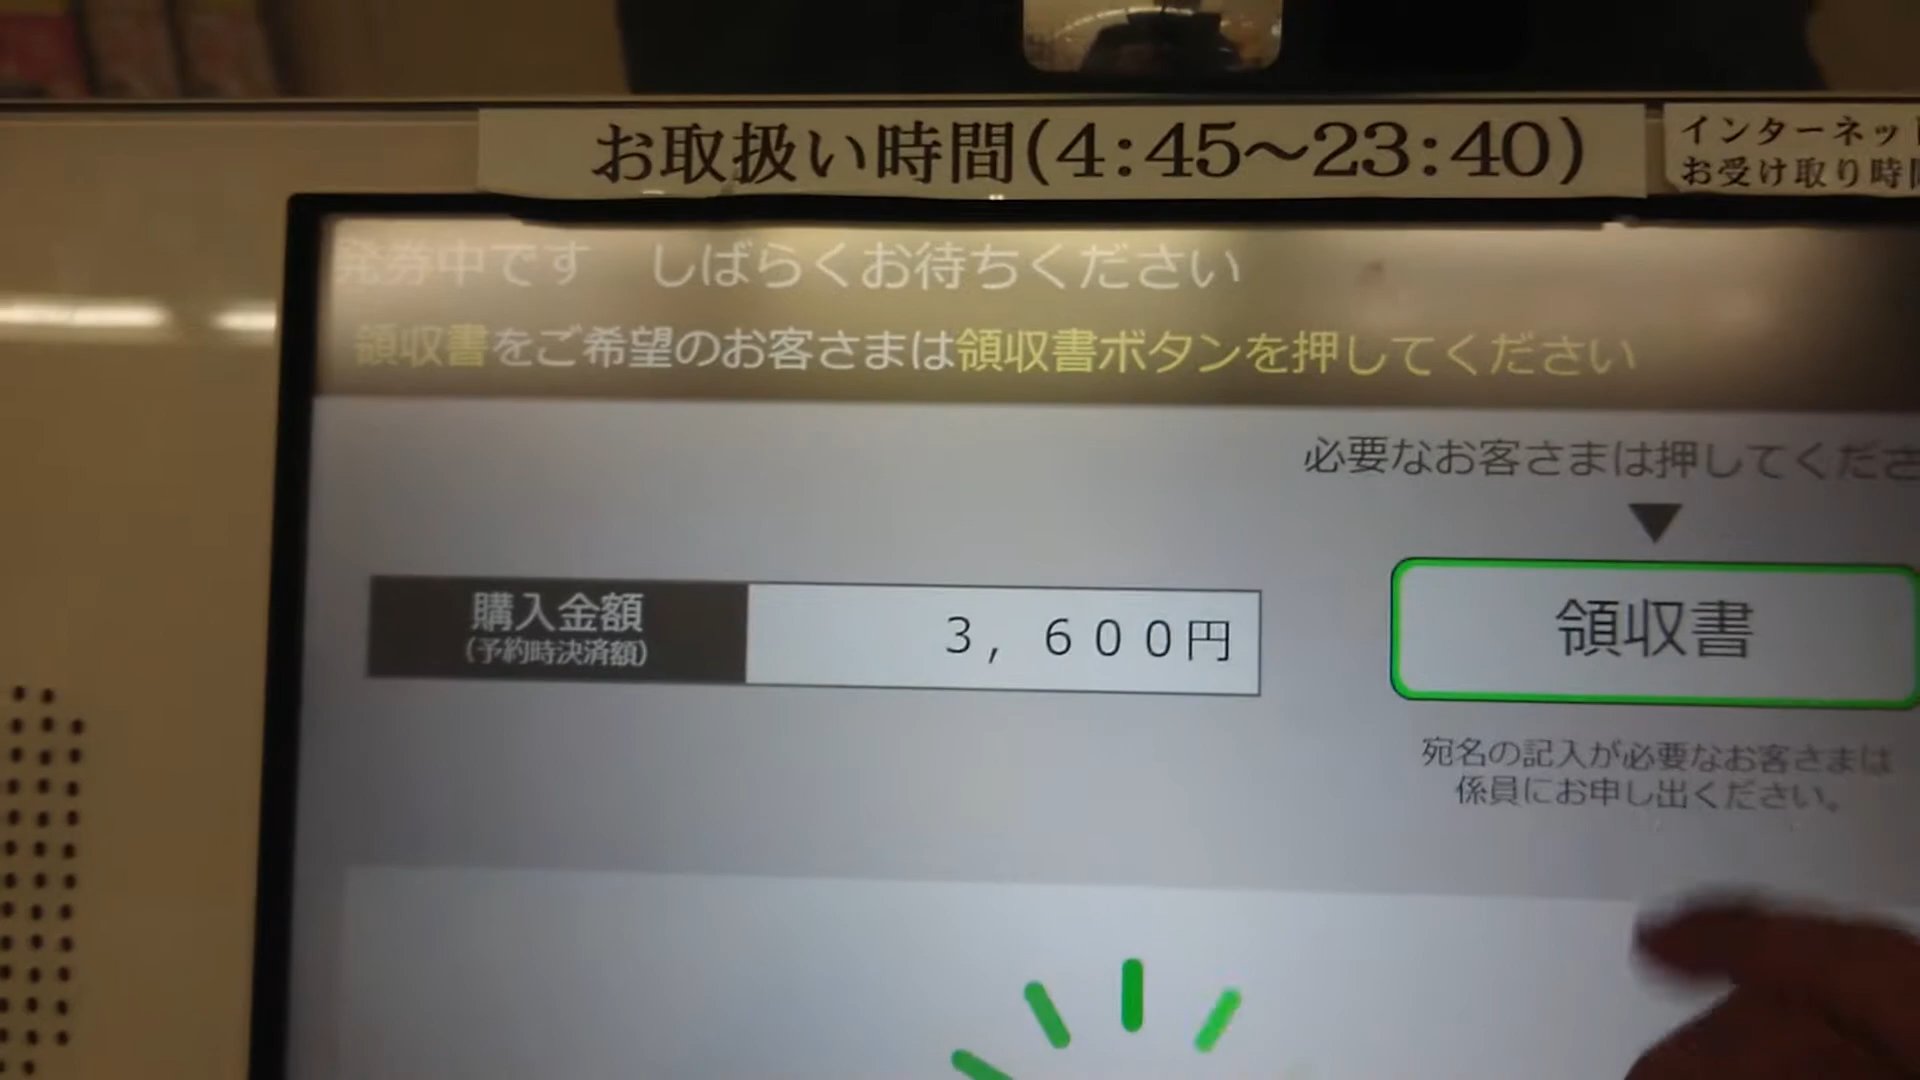 お取扱い時間(4:45～23:40)
インターネット
お受け取り時間
発券中です　しばらくお待ちください
領収書をご希望のお客さまは領収書ボタンを押してください
必要なお客さまは押してくださ
▼
購入金額
(予約時決済額)
3,600円
領収書
宛名の記入が必要なお客さまは
係員にお申し出ください。